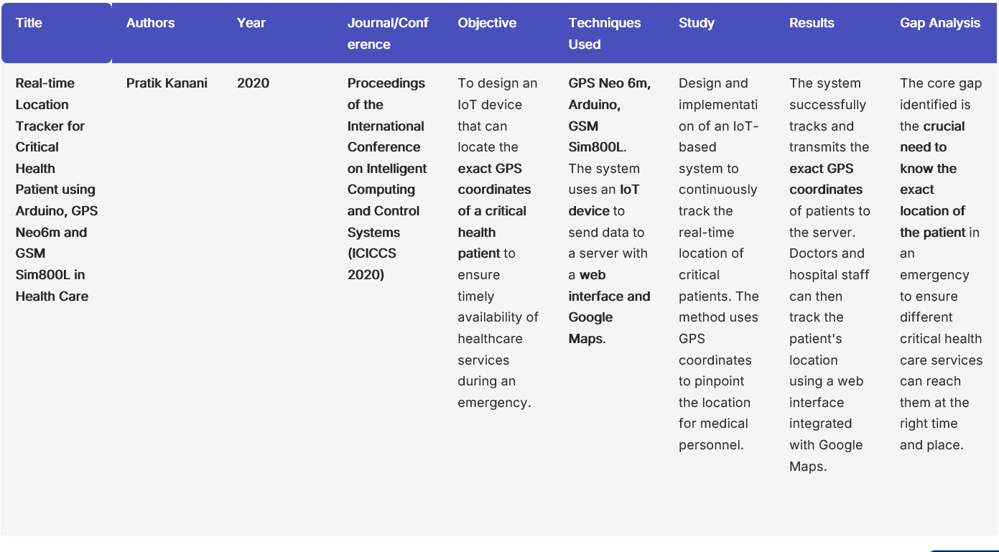 Title
Authors
Year
Journal/Conf
erence
Objective
Techniques
Used
Study
Results
Gap Analysis
Real-time
Location
Tracker for
Critical
Health
Patient using
Arduino, GPS
Neo6m and
GSM
Sim800L in
Health Care
Pratik Kanani
2020
Proceedings
of the
International
Conference
on Intelligent
Computing
and Control
Systems
(ICICCS
2020)
To design an
IoT device
that can
locate the
exact GPS
coordinates
of a critical
health
patient to
ensure
timely
availability of
healthcare
services
during an
emergency.
GPS Neo 6m,
Arduino,
GSM
Sim800L.
The system
uses an IoT
device to
send data to
a server with
a web
interface and
Google
Maps.
Design and
implementati
on of an IoT-
based
system to
continuously
track the
real-time
location of
critical
patients. The
method uses
GPS
coordinates
to pinpoint
the location
for medical
personnel.
The system
successfully
tracks and
transmits the
exact GPS
coordinates
of patients to
the server.
Doctors and
hospital staff
can then
track the
patient's
location
using a web
interface
integrated
with Google
Maps.
The core gap
identified is
the crucial
need to
know the
exact
location of
the patient in
an
emergency
to ensure
different
critical health
care services
can reach
them at the
right time
and place.